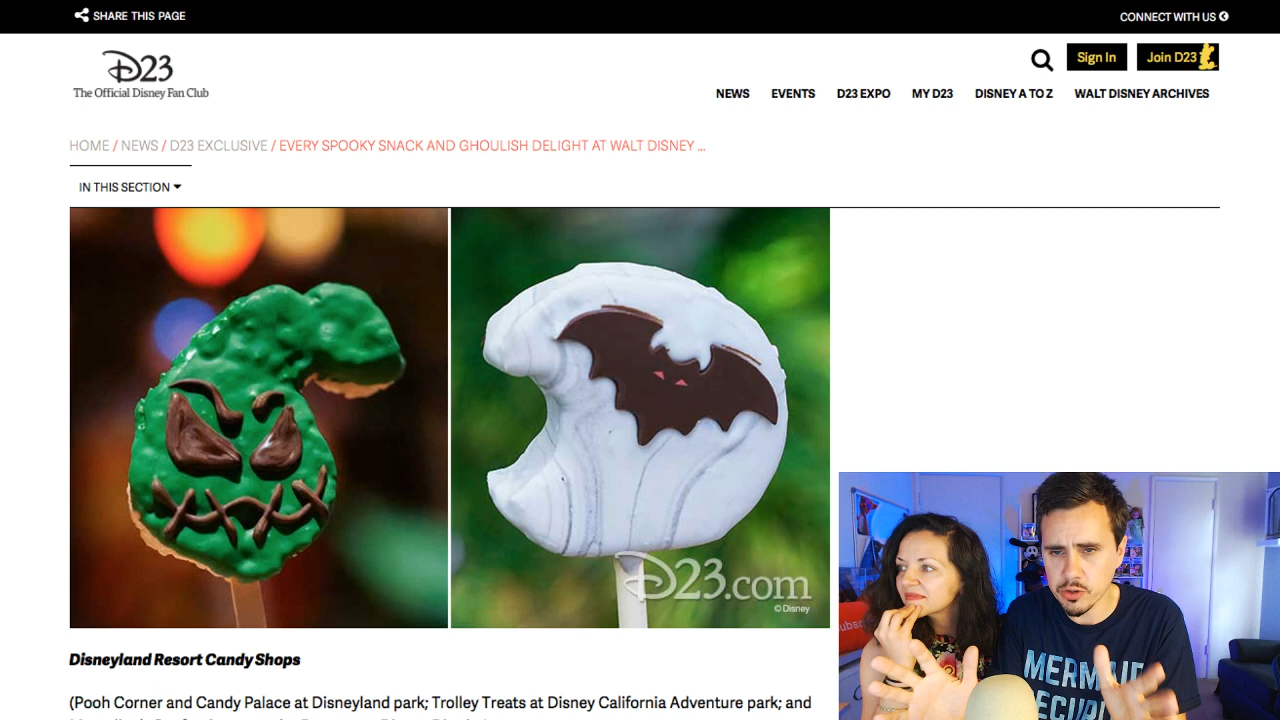 SHARE THIS PAGE
CONNECT WITH US
D23
The Official Disney Fan Club
Sign In
Join D23
NEWS
EVENTS
D23 EXPO
MY D23
DISNEY A TO Z
WALT DISNEY ARCHIVES
HOME / NEWS / D23 EXCLUSIVE / EVERY SPOOKY SNACK AND GHOULISH DELIGHT AT WALT DISNEY ...
IN THIS SECTION
D23.com
© Disney
Disneyland Resort Candy Shops
(Pooh Corner and Candy Palace at Disneyland park; Trolley Treats at Disney California Adventure park; and
MERMAID
SECURI